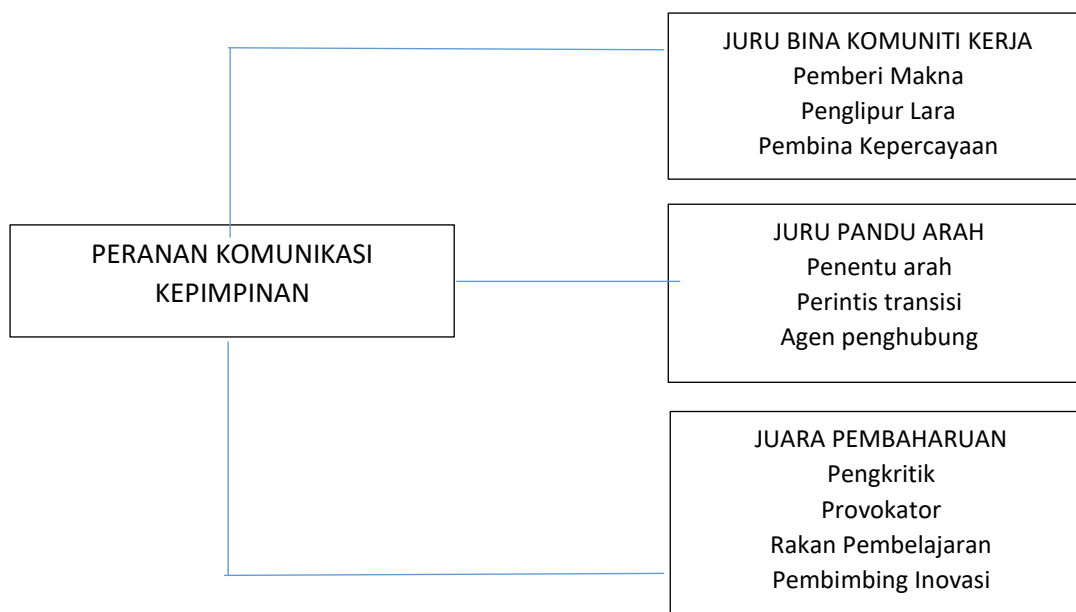 PERANAN KOMUNIKASI
KEPIMPINAN
JURU BINA KOMUNITI KERJA
Pemberi Makna
Penglipur Lara
Pembina Kepercayaan
JURU PANDU ARAH
Penentu arah
Perintis transisi
Agen penghubung
JUARA PEMBAHARUAN
Pengkritik
Provokator
Rakan Pembelajaran
Pembimbing Inovasi